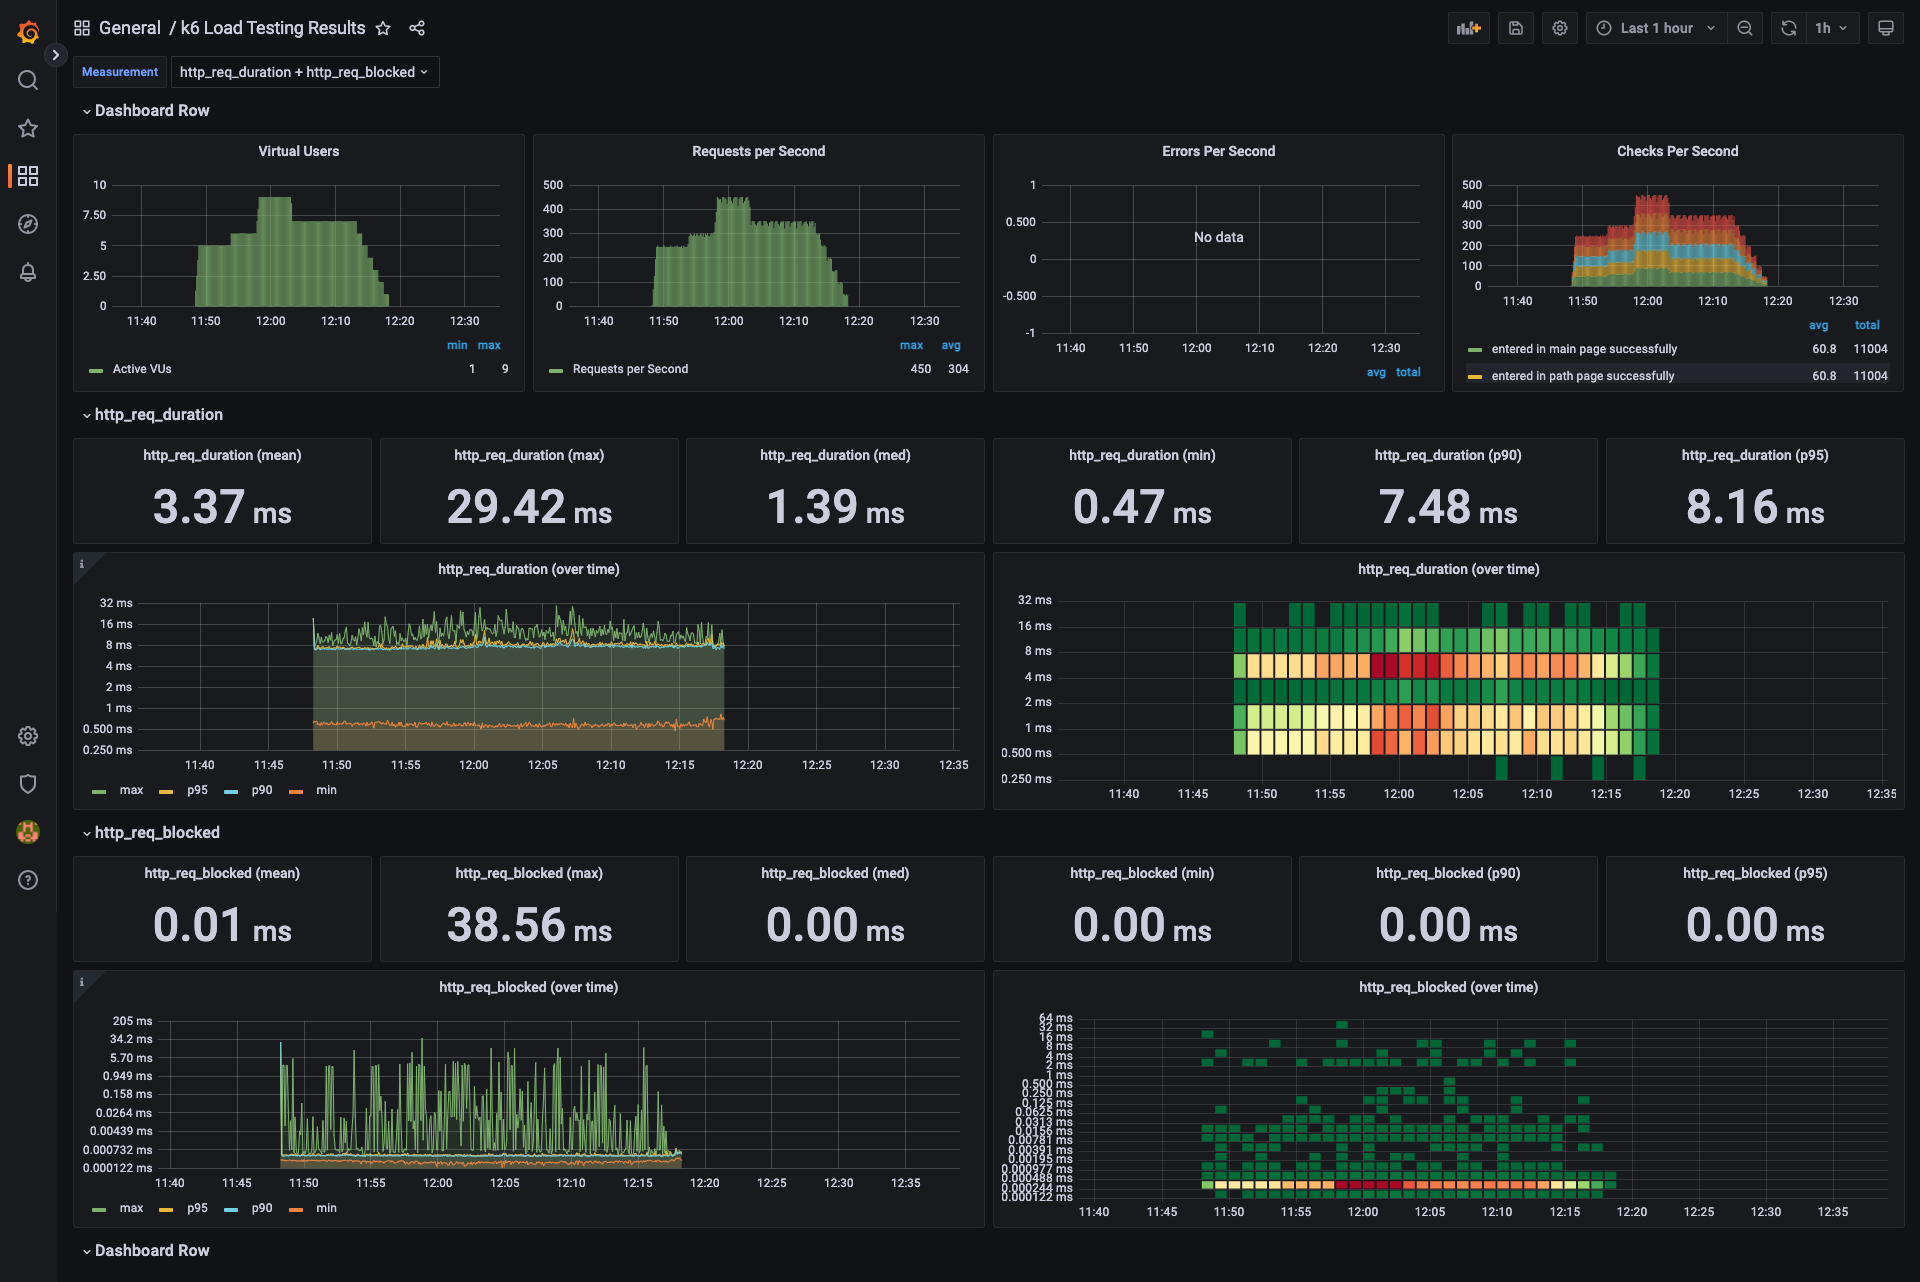 General / k6 Load Testing Results
Last 1 hour
1h
Measurement
http_req_duration + http_req_blocked
Dashboard Row
Virtual Users
10
7.50
5
2.50
0
11:40 11:50 12:00 12:10 12:20 12:30
min max
Active VUs 1 9
Requests per Second
500
400
300
200
100
0
11:40 11:50 12:00 12:10 12:20 12:30
max avg
Requests per Second 450 304
Errors Per Second
1
0.500
0
-0.500
-1
No data
11:40 11:50 12:00 12:10 12:20 12:30
avg total
Checks Per Second
500
400
300
200
100
0
11:40 11:50 12:00 12:10 12:20 12:30
avg total
entered in main page successfully 60.8 11004
entered in path page successfully 60.8 11004
http_req_duration
http_req_duration (mean)
3.37 ms
http_req_duration (max)
29.42 ms
http_req_duration (med)
1.39 ms
http_req_duration (min)
0.47 ms
http_req_duration (p90)
7.48 ms
http_req_duration (p95)
8.16 ms
i
http_req_duration (over time)
32 ms
16 ms
8 ms
4 ms
2 ms
1 ms
0.500 ms
0.250 ms
11:40 11:45 11:50 11:55 12:00 12:05 12:10 12:15 12:20 12:25 12:30 12:35
max p95 p90 min
http_req_duration (over time)
32 ms
16 ms
8 ms
4 ms
2 ms
1 ms
0.500 ms
0.250 ms
11:40 11:45 11:50 11:55 12:00 12:05 12:10 12:15 12:20 12:25 12:30 12:35
http_req_blocked
http_req_blocked (mean)
0.01 ms
http_req_blocked (max)
38.56 ms
http_req_blocked (med)
0.00 ms
http_req_blocked (min)
0.00 ms
http_req_blocked (p90)
0.00 ms
http_req_blocked (p95)
0.00 ms
i
http_req_blocked (over time)
205 ms
34.2 ms
5.70 ms
0.949 ms
0.158 ms
0.0264 ms
0.00439 ms
0.000732 ms
0.000122 ms
11:40 11:45 11:50 11:55 12:00 12:05 12:10 12:15 12:20 12:25 12:30 12:35
max p95 p90 min
http_req_blocked (over time)
64 ms
32 ms
16 ms
8 ms
4 ms
2 ms
1 ms
0.500 ms
0.250 ms
0.125 ms
0.0625 ms
0.0313 ms
0.0156 ms
0.00781 ms
0.00391 ms
0.00195 ms
0.000977 ms
0.000488 ms
0.000244 ms
0.000122 ms
11:40 11:45 11:50 11:55 12:00 12:05 12:10 12:15 12:20 12:25 12:30 12:35
Dashboard Row